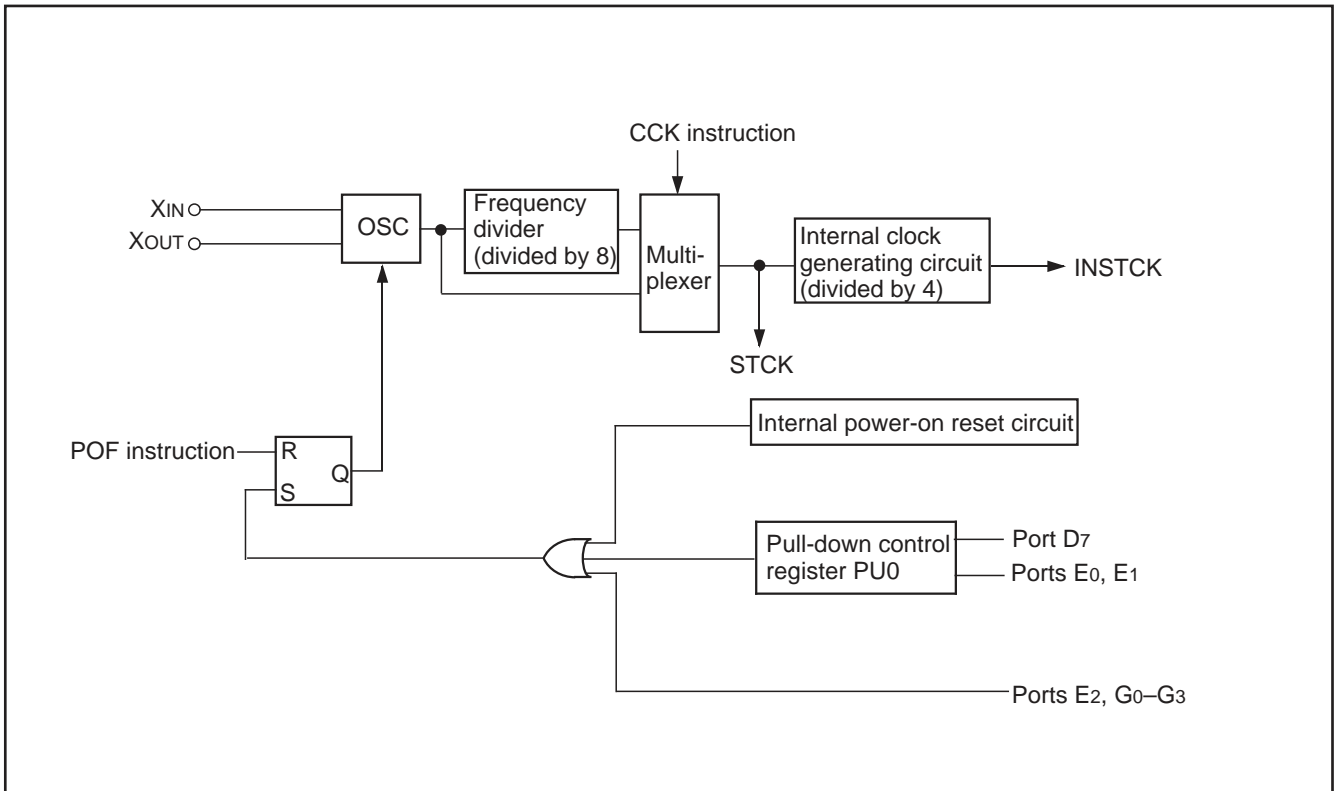 CCK instruction
XIN
XOUT
OSC
Frequency
divider
(divided by 8)
Multi-
plexer
Internal clock
generating circuit
(divided by 4)
INSTCK
STCK
Internal power-on reset circuit
POF instruction
R
S
Q
Pull-down control
register PU0
Port D7
Ports E0, E1
Ports E2, G0–G3